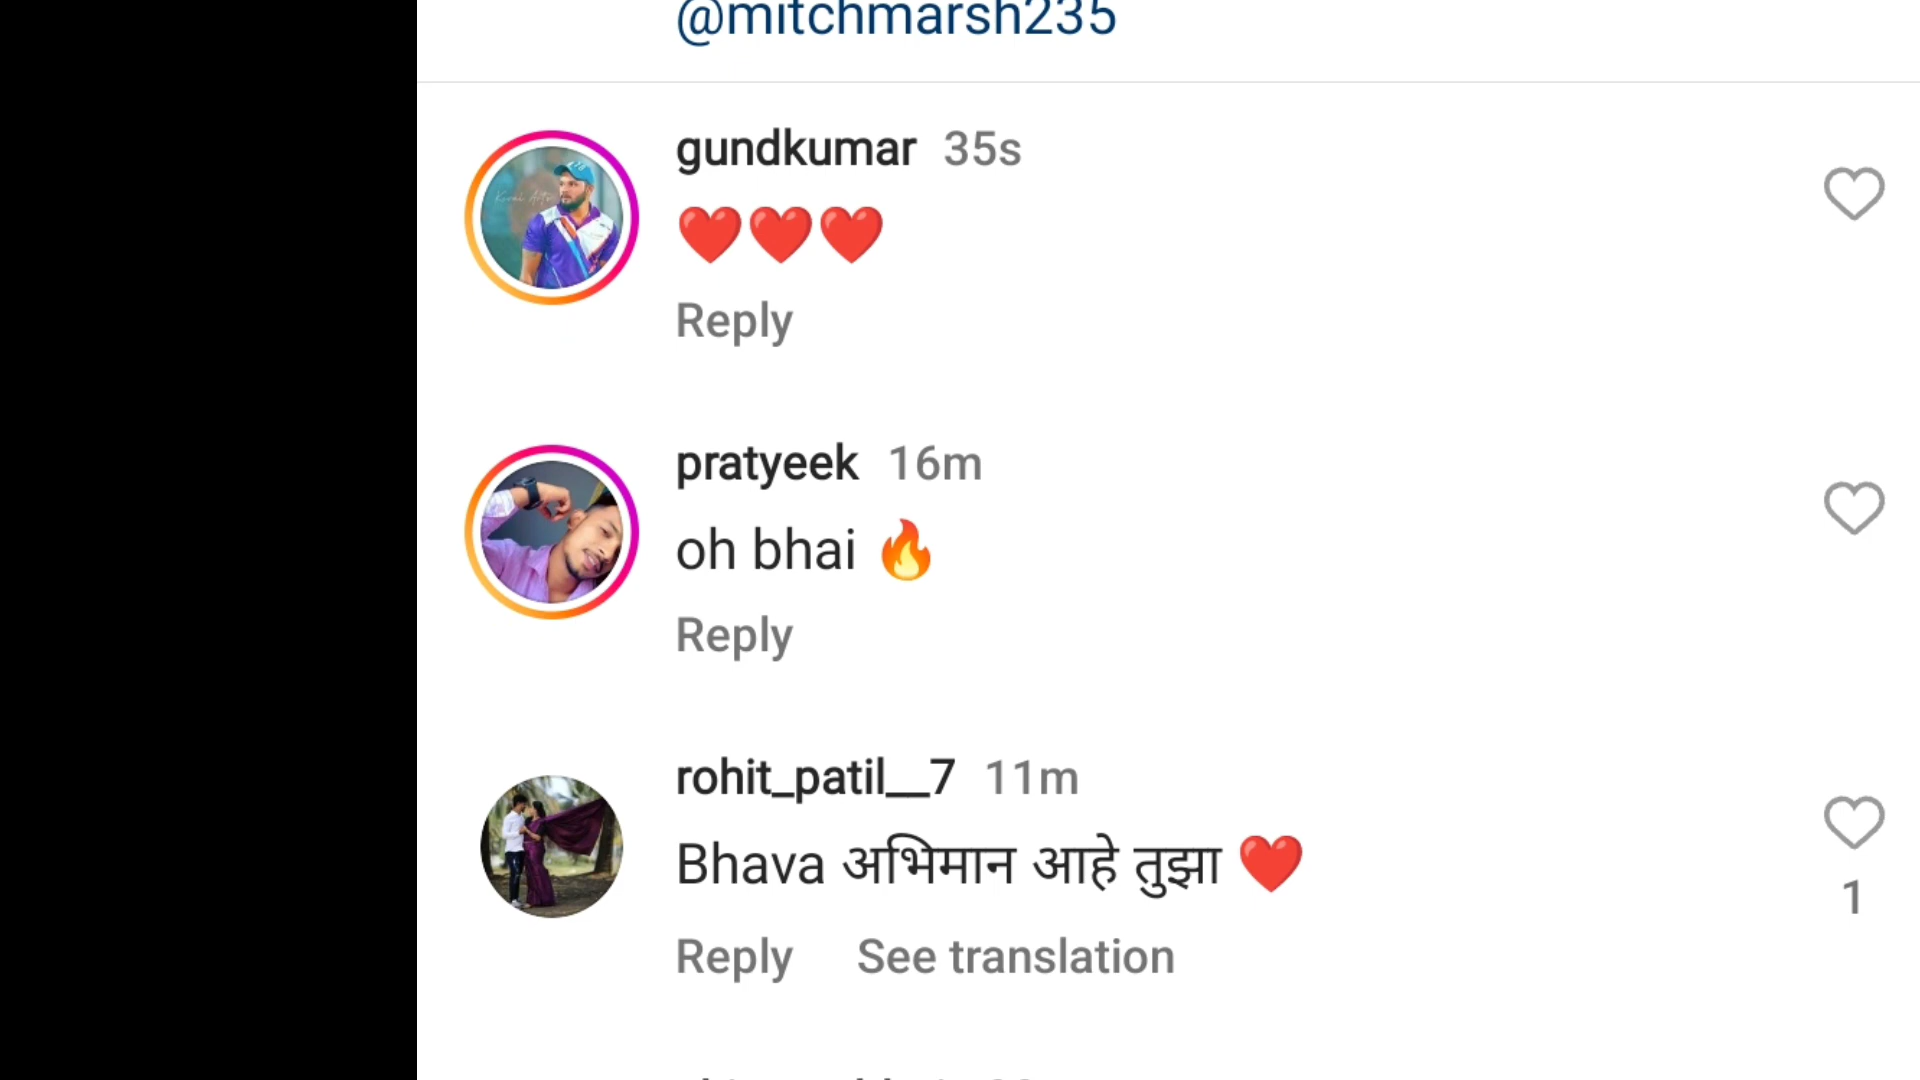 @mitchmarsh235
gundkumar 35s
❤️❤️❤️
Reply
pratyeek 16m
oh bhai 🔥
Reply
rohit_patil__7 11m
Bhava अभिमान आहे तुझा ❤️
1
Reply See translation